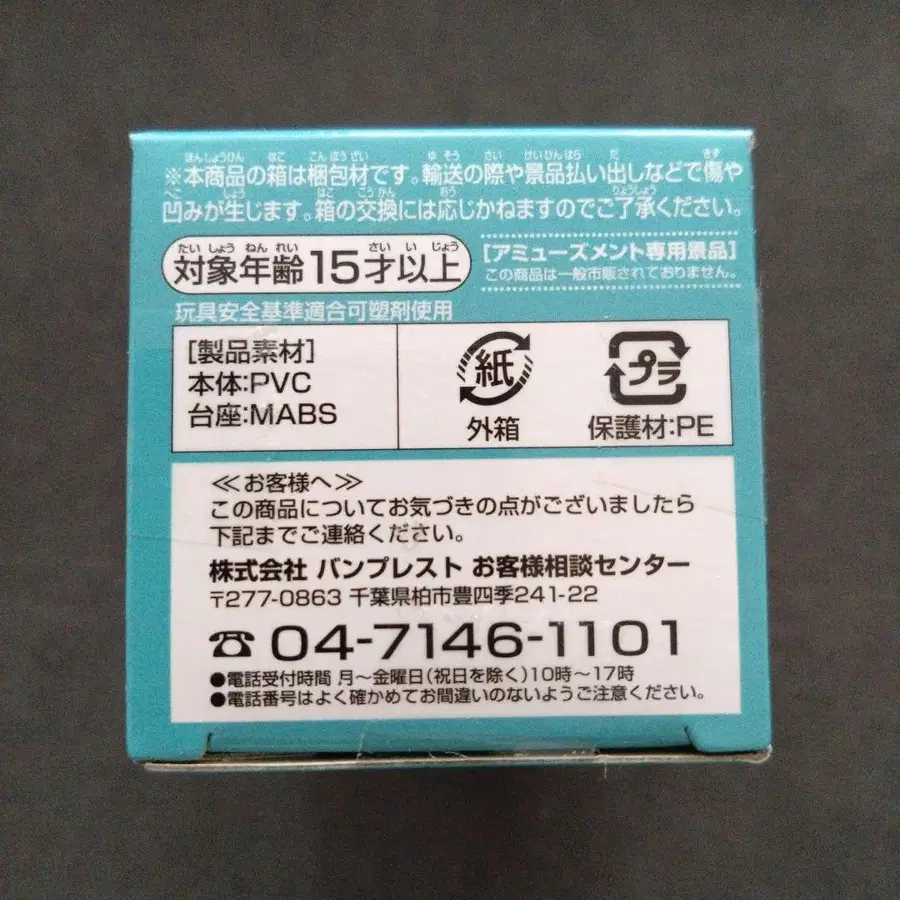 ※本商品の箱は梱包材です。輸送の際や景品払い出しなどで傷や
凹みが生じます。箱の交換には応じかねますのでご了承ください。
対象年齢15才以上
[アミューズメント専用景品]
この商品は一般市販されておりません。
玩具安全基準適合可塑剤使用
[製品素材]
本体:PVC
台座:MABS
紙
外箱
プラ
保護材:PE
≪お客様へ≫
この商品についてお気づきの点がございましたら
下記までご連絡ください。
株式会社 バンプレスト お客様相談センター
〒277-0863 千葉県柏市豊四季241-22
☎ 04-7146-1101
●電話受付時間 月〜金曜日(祝日を除く)10時〜17時
●電話番号はよく確かめてお間違いのないようご注意ください。